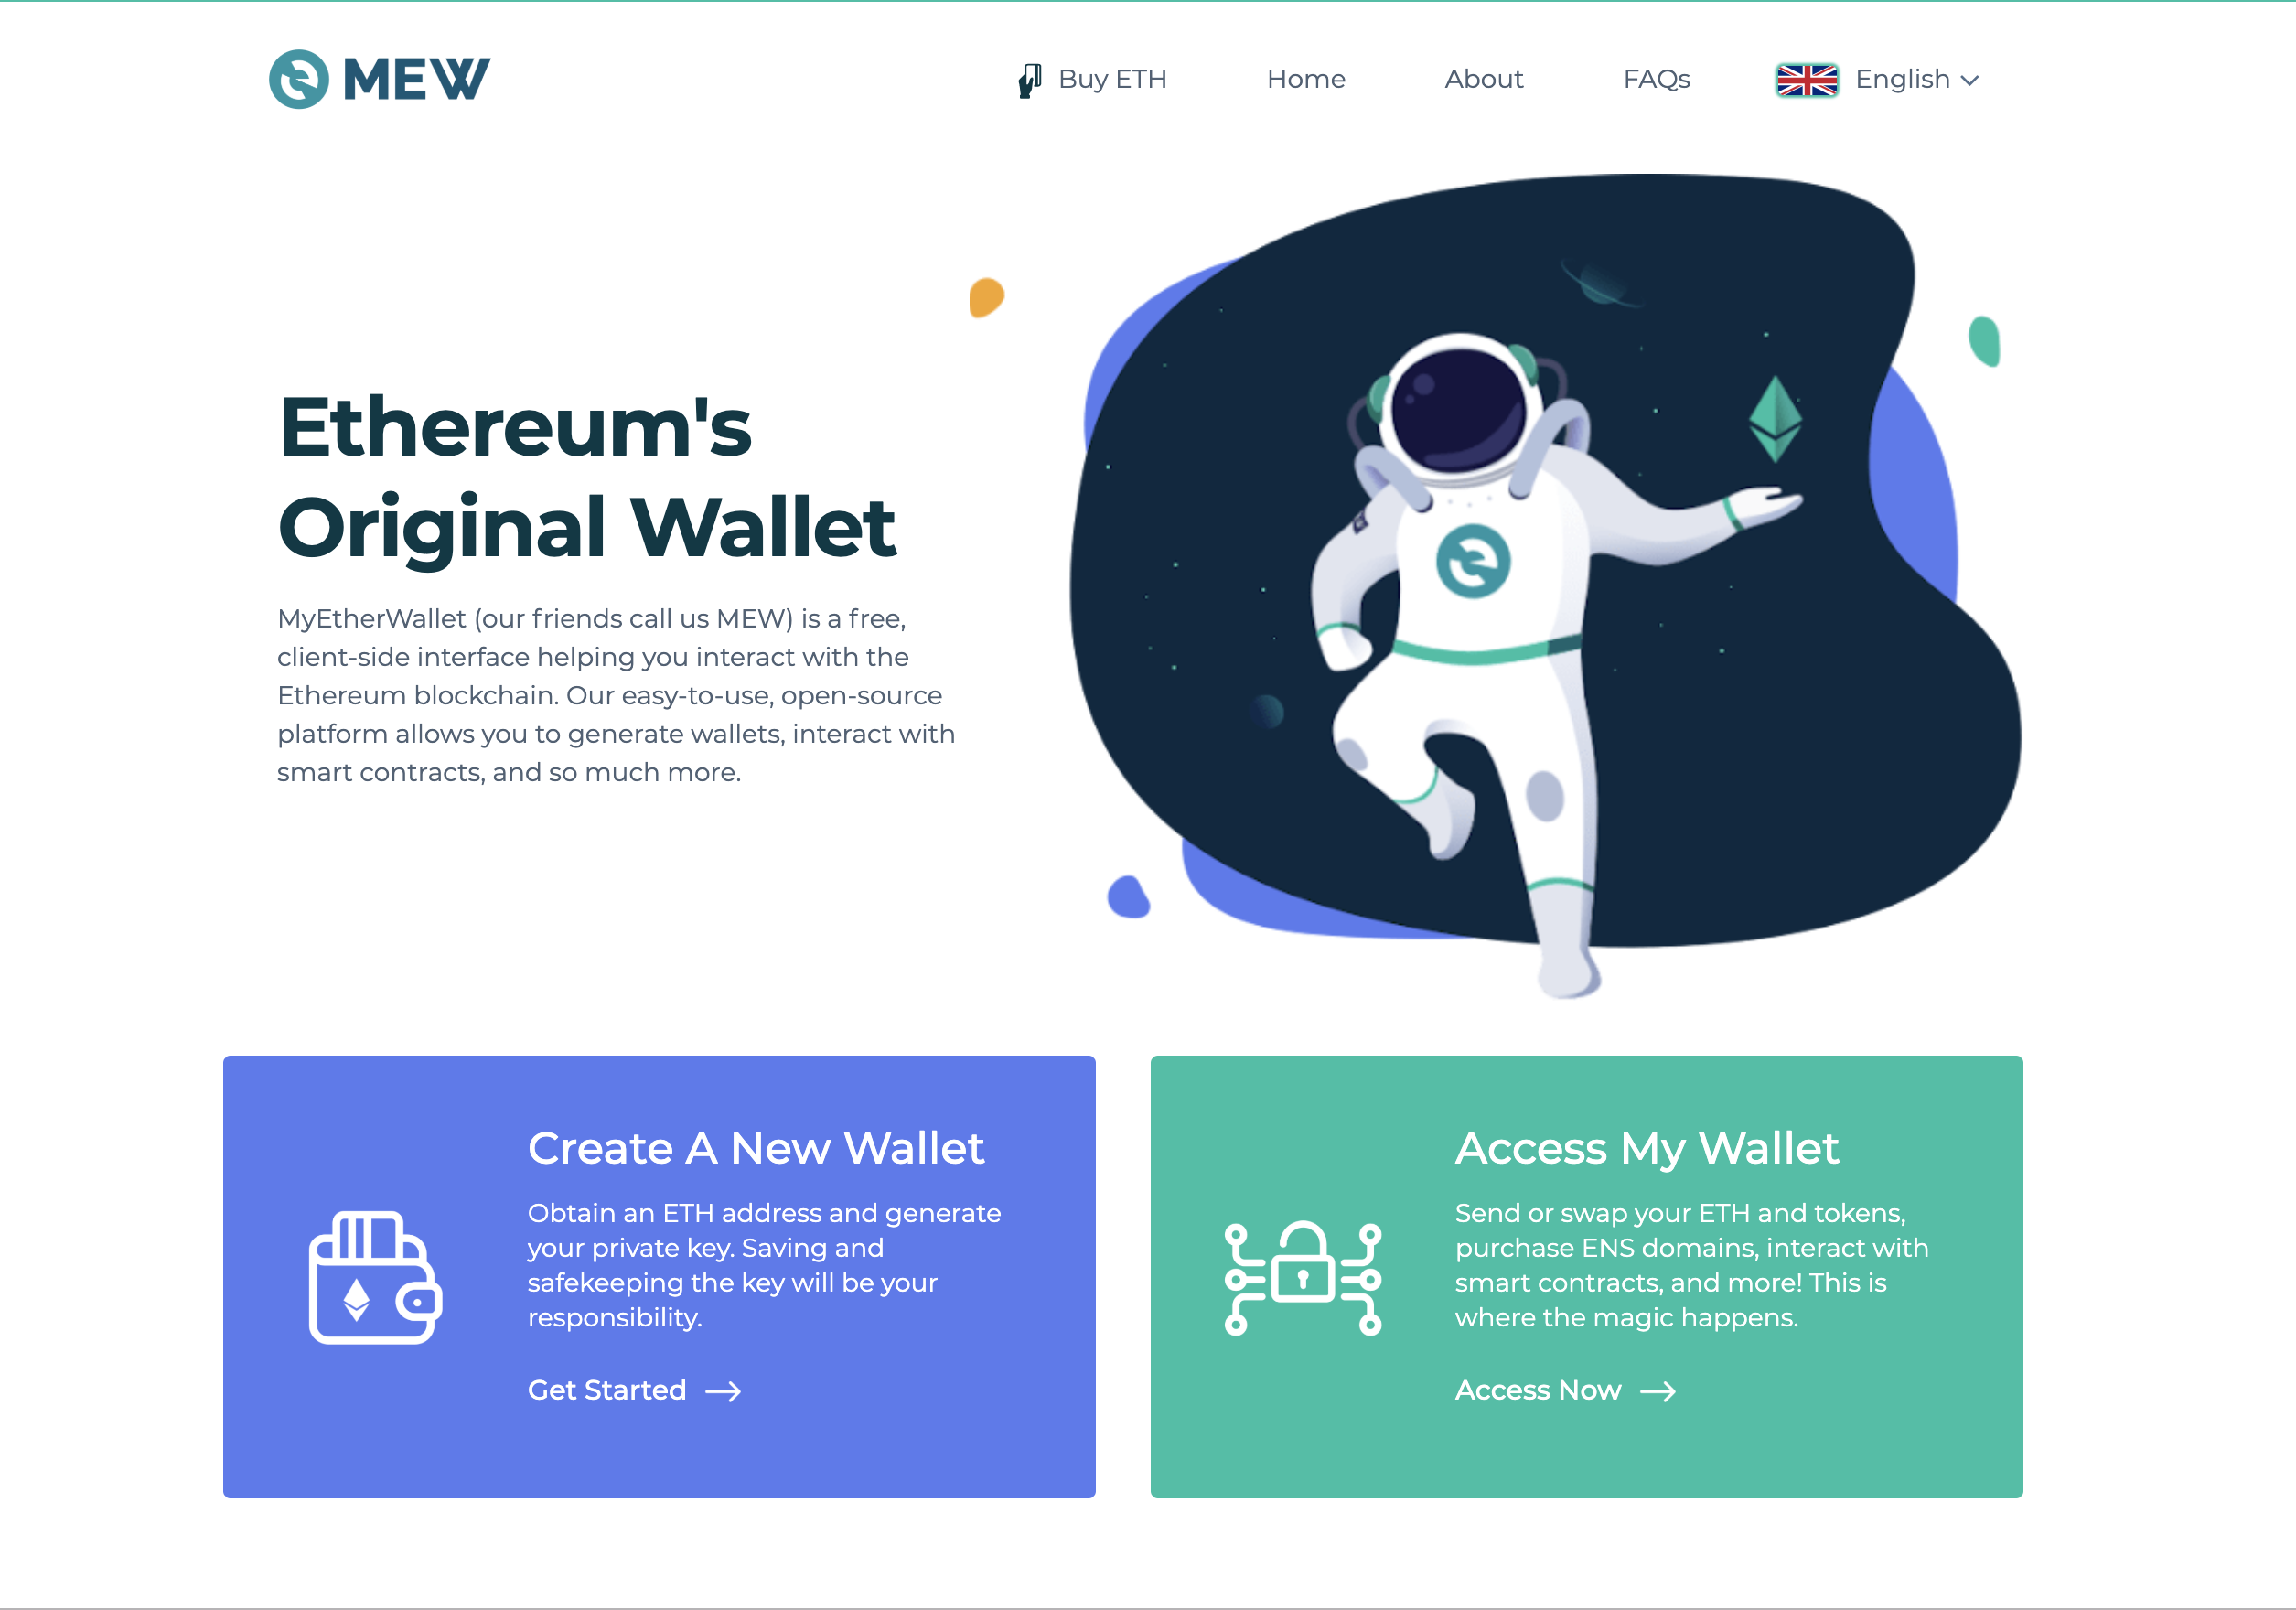 MEW
Buy ETH
Home
About
FAQs
English
Ethereum's
Original Wallet
MyEtherWallet (our friends call us MEW) is a free,
client-side interface helping you interact with the
Ethereum blockchain. Our easy-to-use, open-source
platform allows you to generate wallets, interact with
smart contracts, and so much more.
Create A New Wallet
Obtain an ETH address and generate
your private key. Saving and
safekeeping the key will be your
responsibility.
Get Started
Access My Wallet
Send or swap your ETH and tokens,
purchase ENS domains, interact with
smart contracts, and more! This is
where the magic happens.
Access Now